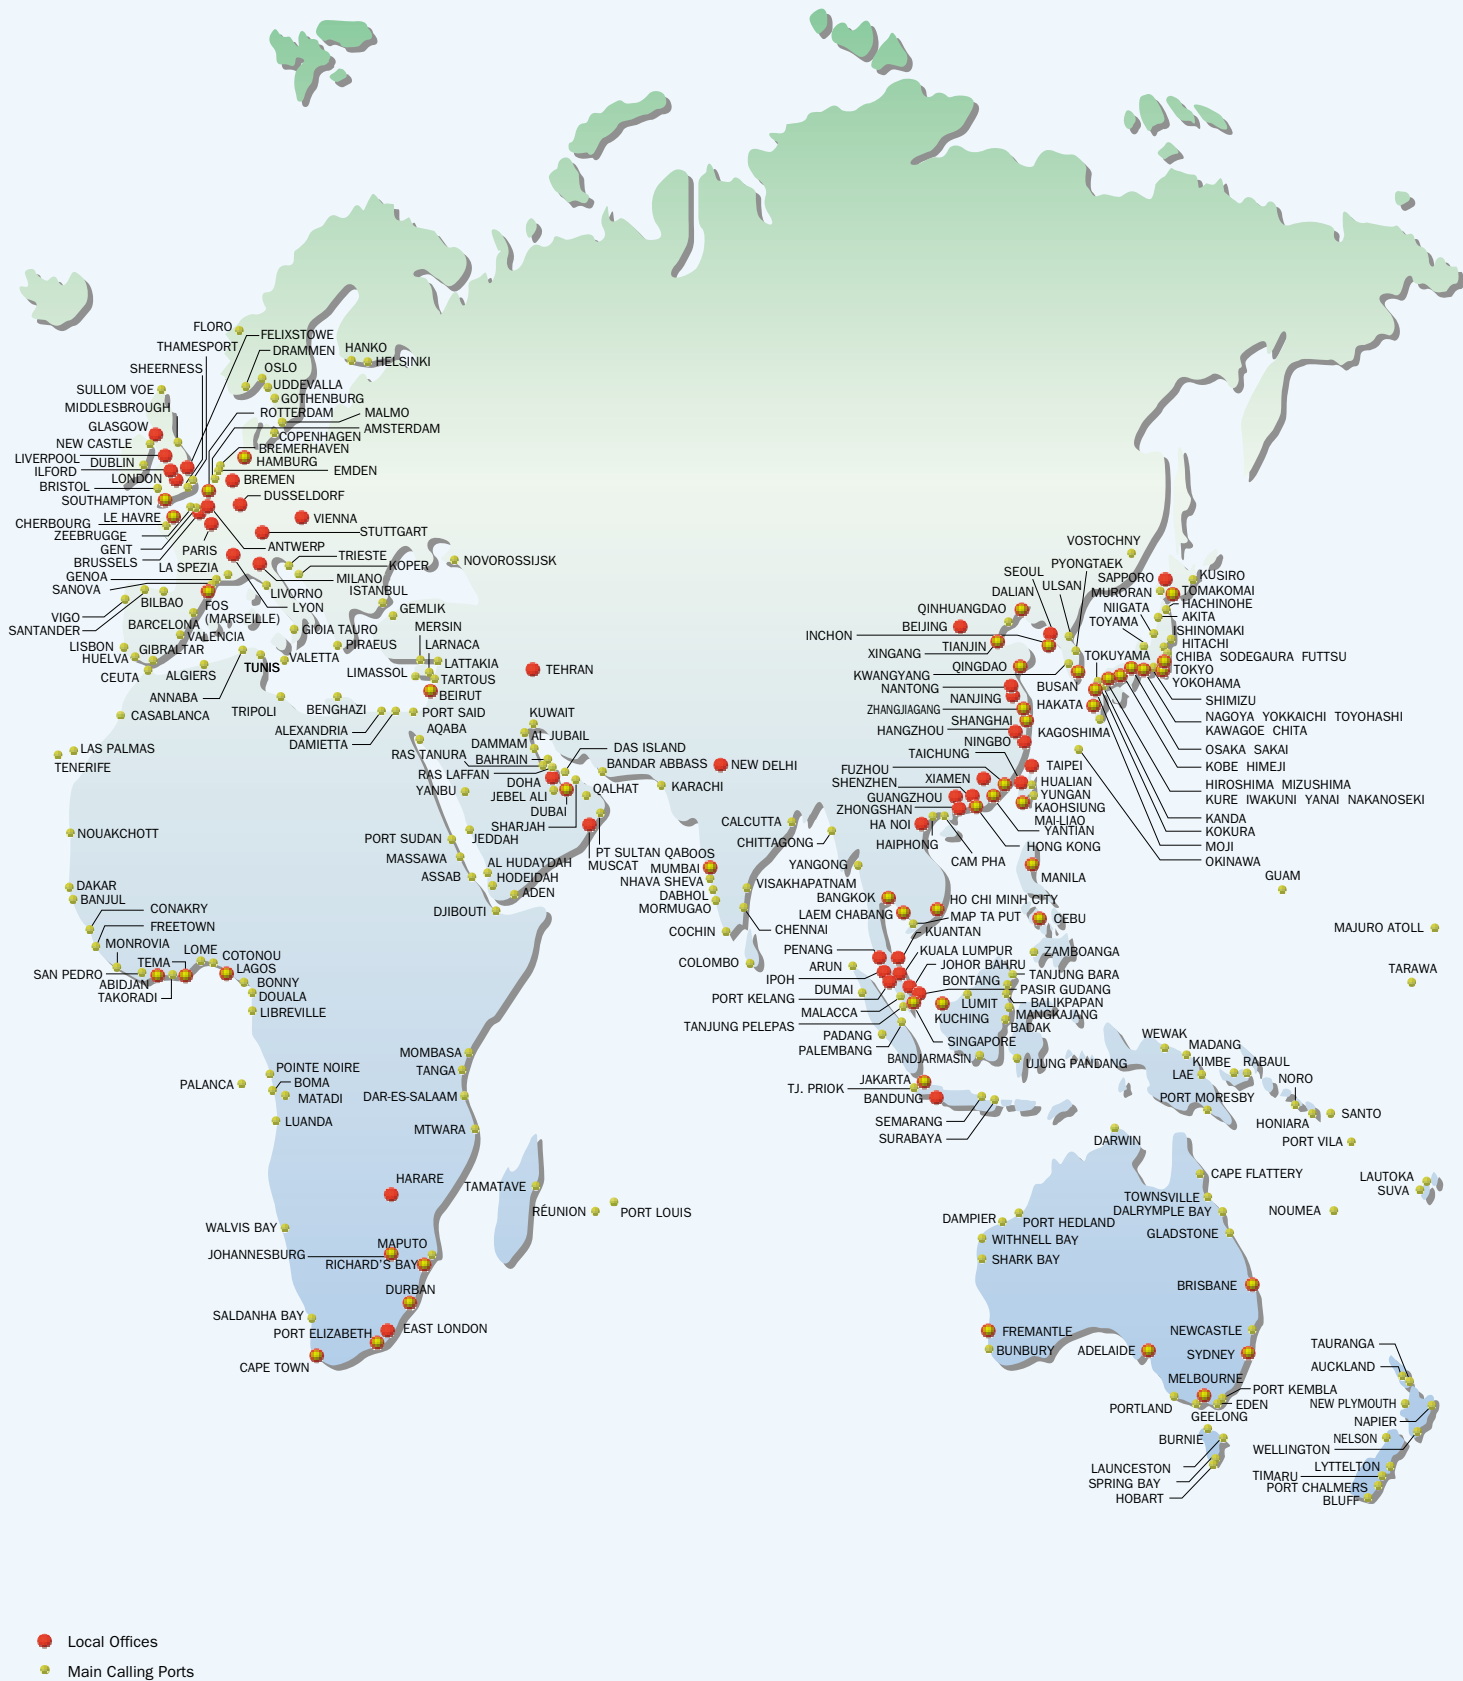 FLORO
FELIXSTOWE
THAMESPORT
DRAMMEN
HANKO
SHEERNESS
HELSINKI
OSLO
SULLOM VOE
UDDEVALLA
GOTHENBURG
MIDDLESBROUGH
ROTTERDAM
MALMO
GLASGOW
AMSTERDAM
NEW CASTLE
COPENHAGEN
BREMERHAVEN
LIVERPOOL
DUBLIN
HAMBURG
ILFORD
EMDEN
LONDON
BREMEN
BRISTOL
DUSSELDORF
SOUTHAMPTON
LE HAVRE
VIENNA
CHERBOURG
STUTTGART
ZEEBRUGGE
GENT
PARIS
ANTWERP
BRUSSELS
TRIESTE
NOVOROSSIJSK
LA SPEZIA
KOPER
GENOA
MILANO
SANOVA
LIVORNO
ISTANBUL
BILBAO
FOS
(MARSEILLE)
LYON
VIGO
GEMLIK
SANTANDER
BARCELONA
GIOIA TAURO
MERSIN
VALENCIA
LISBON
GIBRALTAR
PIRAEUS
LARNACA
HUELVA
VALETTA
TUNIS
LATTAKIA
CEUTA
ALGIERS
LIMASSOL
TARTOUS
TEHRAN
ANNABA
BEIRUT
CASABLANCA
TRIPOLI
BENGHAZI
PORT SAID
KUWAIT
ALEXANDRIA
AQABA
DAMIETTA
AL JUBAIL
DAMMAM
LAS PALMAS
RAS TANURA
BAHRAIN
DAS ISLAND
TENERIFE
RAS LAFFAN
BANDAR ABBASS
NEW DELHI
DOHA
YANBU
JEBEL ALI
QALHAT
KARACHI
DUBAI
SHARJAH
NOUAKCHOTT
PORT SUDAN
JEDDAH
CALCUTTA
CHITTAGONG
PT SULTAN QABOOS
MASSAWA
AL HUDAYDAH
MUSCAT
MUMBAI
ASSAB
HODEIDAH
NHAVA SHEVA
VISAKHAPATNAM
DAKAR
ADEN
DABHOL
BANJUL
DJIBOUTI
MORMUGAO
CONAKRY
CHENNAI
FREETOWN
COCHIN
MONROVIA
LOME
COTONOU
TEMA
COLOMBO
SAN PEDRO
LAGOS
ABIDJAN
BONNY
TAKORADI
DOUALA
LIBREVILLE
MOMBASA
POINTE NOIRE
TANGA
PALANCA
BOMA
MATADI
DAR-ES-SALAAM
LUANDA
MTWARA
HARARE
TAMATAVE
RÉUNION
PORT LOUIS
WALVIS BAY
MAPUTO
JOHANNESBURG
RICHARD'S BAY
DURBAN
SALDANHA BAY
PORT ELIZABETH
EAST LONDON
CAPE TOWN
VOSTOCHNY
PYONGTAEK
SEOUL
SAPPORO
KUSIRO
DALIAN
ULSAN
MURORAN
TOMAKOMAI
QINHUANGDAO
NIIGATA
HACHINOHE
BEIJING
TOYAMA
AKITA
INCHON
ISHINOMAKI
TIANJIN
HITACHI
XINGANG
TOKUYAMA
CHIBA SODEGAURA FUTTSU
QINGDAO
TOKYO
KWANGYANG
YOKOHAMA
NANTONG
BUSAN
NANJING
SHIMIZU
HAKATA
ZHANGJIAGANG
NAGOYA YOKKAICHI TOYOHASHI
SHANGHAI
KAWAGOE CHITA
HANGZHOU
KAGOSHIMA
NINGBO
OSAKA SAKAI
TAICHUNG
KOBE HIMEJI
FUZHOU
TAIPEI
XIAMEN
SHENZHEN
HUALIAN
HIROSHIMA MIZUSHIMA
GUANGZHOU
YUNGAN
KURE IWAKUNI YANAI NAKANOSEKI
ZHONGSHAN
KAOHSIUNG
KANDA
HA NOI
MAI-LIAO
YANTIAN
KOKURA
HAIPHONG
HONG KONG
MOJI
CAM PHA
OKINAWA
YANGONG
MANILA
GUAM
BANGKOK
HO CHI MINH CITY
LAEM CHABANG
MAP TA PUT
CEBU
MAJURO ATOLL
KUANTAN
PENANG
KUALA LUMPUR
ZAMBOANGA
ARUN
JOHOR BAHRU
TARAWA
IPOH
BONTANG
TANJUNG BARA
DUMAI
PASIR GUDANG
PORT KELANG
LUMIT
BALIKPAPAN
MALACCA
KUCHING
MANGKAJANG
TANJUNG PELEPAS
BADAK
PADANG
SINGAPORE
WEWAK
PALEMBANG
BANDJARMASIN
UJUNG PANDANG
MADANG
KIMBE
RABAUL
LAE
NORO
JAKARTA
TJ. PRIOK
BANDUNG
PORT MORESBY
SANTO
SEMARANG
HONIARA
SURABAYA
DARWIN
PORT VILA
CAPE FLATTERY
LAUTOKA
TOWNSVILLE
SUVA
DAMPIER
PORT HEDLAND
DALRYMPLE BAY
NOUMEA
WITHNELL BAY
GLADSTONE
SHARK BAY
BRISBANE
FREMANTLE
NEWCASTLE
BUNBURY
ADELAIDE
SYDNEY
TAURANGA
MELBOURNE
AUCKLAND
PORT KEMBLA
PORTLAND
EDEN
NEW PLYMOUTH
GEELONG
NAPIER
BURNIE
NELSON
WELLINGTON
LAUNCESTON
LYTTELTON
SPRING BAY
TIMARU
PORT CHALMERS
HOBART
BLUFF
Local Offices
Main Calling Ports